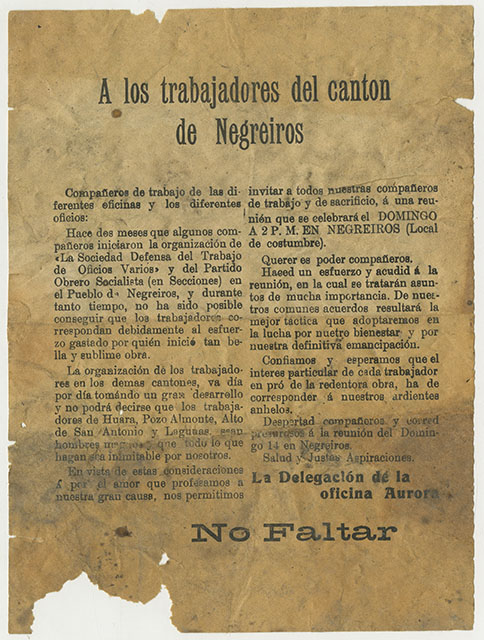 A los trabajadores del canton
de Negreiros
Compañeros de trabajo de las di-
ferentes oficinas y los diferentes
oficios:
Hace des meses que algunos com-
pañeros iniciaron la organización de
«La Sociedad Defensa del Trabajo
de Oficios Varios» y del Partido
Obrero Socialista (en Secciones) en
el Pueblo de Negreiros, y durante
tanto tiempo, no ha sido posible
conseguir que los trabajadores co-
rrespondan debidamente al esfuer-
zo gastado por quién inició tan be-
lla y sublime obra.
La organización de los trabajado-
res en los demas cantones, va día
por día tomándo un gran desarrollo
y no podrá decirse que los trabaja-
dores de Huara, Pozo Almonte, Alto
de San Antonio y Lagunas, sean
hombres que todo lo que
hagan sea inimitable por nosotros.
En vista de estas consideraciones
y por el amor que profesamos a
nuestra gran causa, nos permitimos
invitar a todos nuestras compañeros
de trabajo y de sacrificio, á una reu-
nión que se celebrará el DOMINGO
A 2 P. M. EN NEGREIROS (Local
de costumbre).
Querer es poder compañeros.
Haced un esfuerzo y acudid á la
reunión, en la cual se tratarán asun-
tos de mucha importancia. De nues-
tros comunes acuerdos resultará la
mejor táctica que adoptaremos en
la lucha por nuetro bienestar y por
nuestra definitiva emancipación.
Confiamos y esperamos que el
interes particular de cada trabajador
en pró de la redentora obra, ha de
corresponder á nuestros ardientes
anhelos.
Despertad compañeros y corred
presurosos á la reunión del Domin-
go 14 en Negreiros.
Salud y Justas Aspiraciones.
La Delegación de la
oficina Aurora
No Faltar